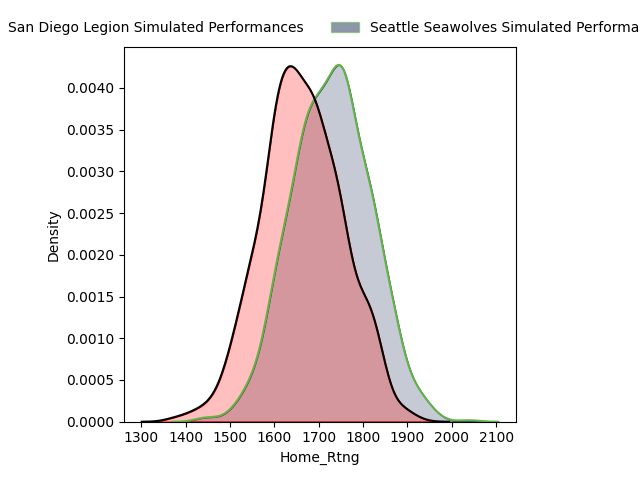 San Diego Legion Simulated Performances
Seattle Seawolves Simulated Performa
0.0040
0.0035
0.0030
0.0025
0.0020
0.0015
0.0010
0.0005
0.0000
Density
1300 1400 1500 1600 1700 1800 1900 2000 2100
Home_Rtng